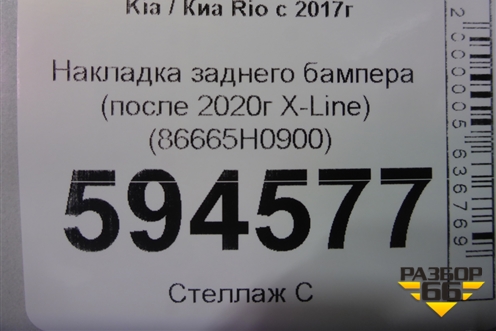 Kia / Киа Rio с 2017г
Накладка заднего бампера
(после 2020г X-Line)
(86665H0900)
594577
Стеллаж С
2000005636769
РАЗБОР
66